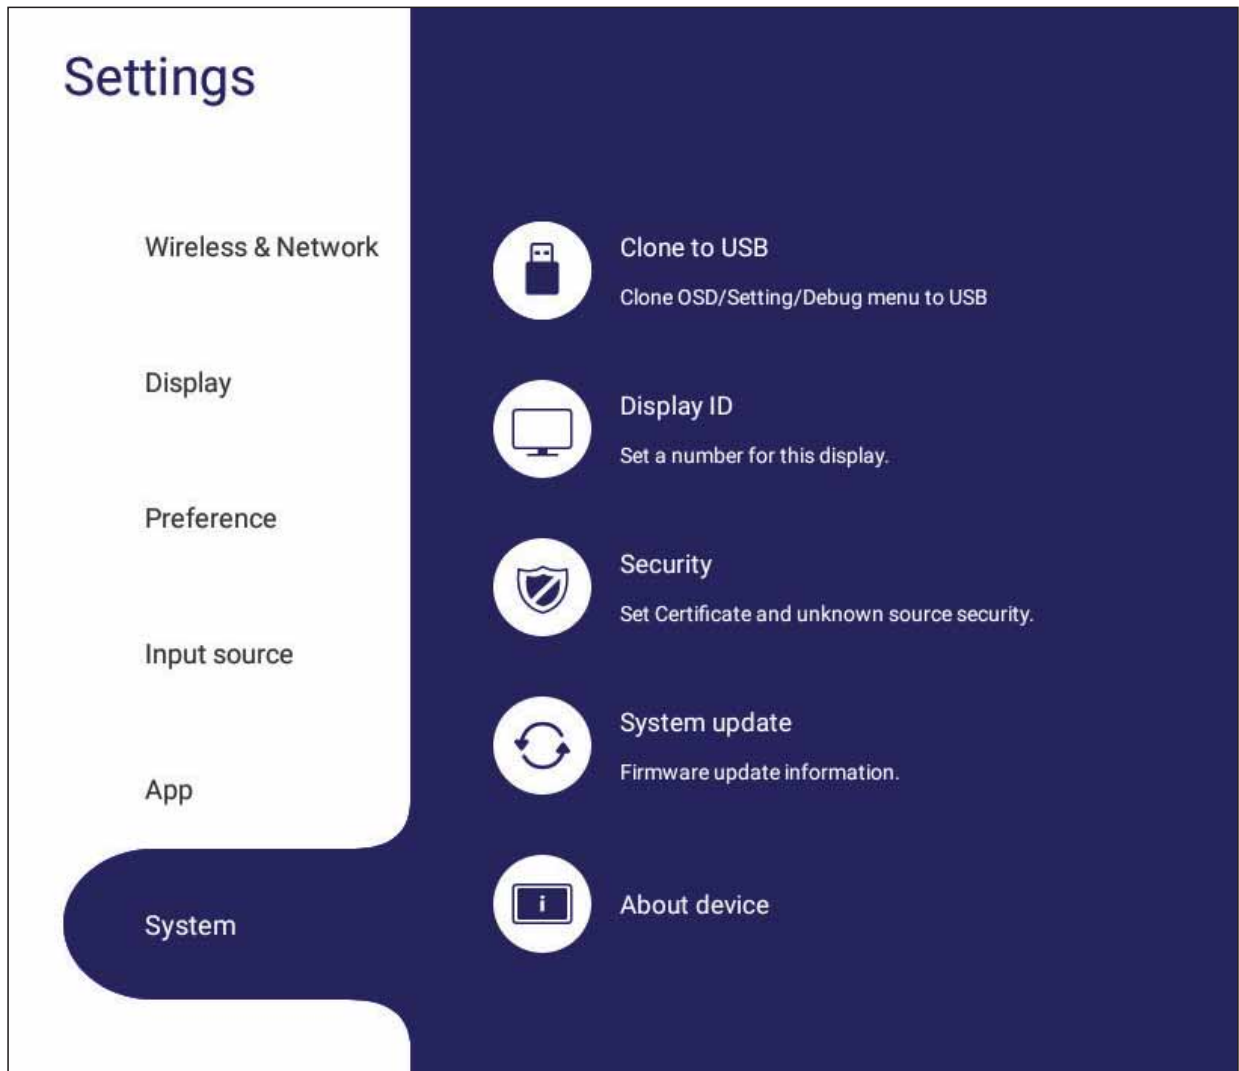 Settings
Wireless & Network
Display
Preference
Input source
App
System
Clone to USB
Clone OSD/Setting/Debug menu to USB
Display ID
Set a number for this display.
Security
Set Certificate and unknown source security.
System update
Firmware update information.
i
About device